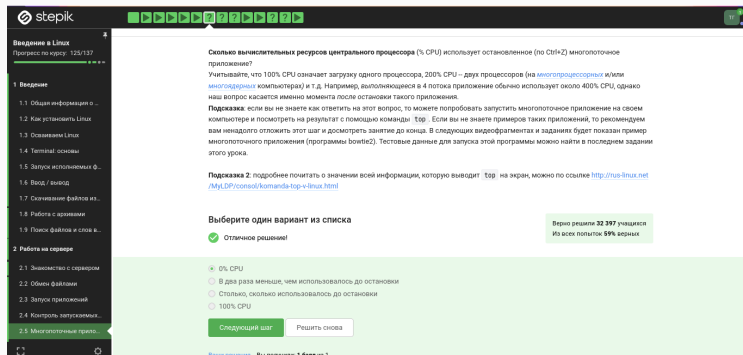 stepik
Введение в Linux
Прогресс по курсу: 125/137
1 Введение
1.1 Общая информация о ...
1.2 Как установить Linux
1.3 Осваиваем Linux
1.4 Terminal: основы
1.5 Запуск исполняемых ф...
1.6 Ввод / вывод
1.7 Скачивание файлов из...
1.8 Работа с архивами
1.9 Поиск файлов и слов в...
2 Работа на сервере
2.1 Знакомство с сервером
2.2 Обмен файлами
2.3 Запуск приложений
2.4 Контроль запускаемых...
2.5 Многопоточные прило...
Сколько вычислительных ресурсов центрального процессора (% CPU) использует остановленное (по Ctrl+Z) многопоточное
приложение?
Учитывайте, что 100% CPU означает загрузку одного процессора, 200% CPU – двух процессоров (на многопроцессорных и/или
многоядерных компьютерах) и т.д. Например, выполняющееся в 4 потока приложение обычно использует около 400% CPU, однако
нас вопрос касается именно момента после остановки такого приложения.
Подсказка: если вы не знаете как ответить на этот вопрос, то можете попробовать запустить многопоточное приложение на своем
компьютере и посмотреть на результат с помощью команды top. Если вы не знаете примеров таких приложений, то рекомендуем
вам ненадолго отложить этот шаг и досмотреть занятие до конца. В следующих видеофрагментах и заданиях будет показан пример
многопоточного приложения (программы bowtie2). Тестовые данные для запуска этой программы можно найти в последнем задании
этого урока.
Подсказка 2: подробнее почитать о значении всей информации, которую выводит top на экран, можно по ссылке http://rus-linux.net
/MyLDP/consol/komanda-top-v-linux.html
Выберите один вариант из списка
Отличное решение!
Верно решили 32 397 учащихся
Из всех попыток 59% верных
0% CPU
В два раза меньше, чем использовалось до остановки
Столько, сколько использовалось до остановки
100% CPU
Следующий шаг
Решить снова